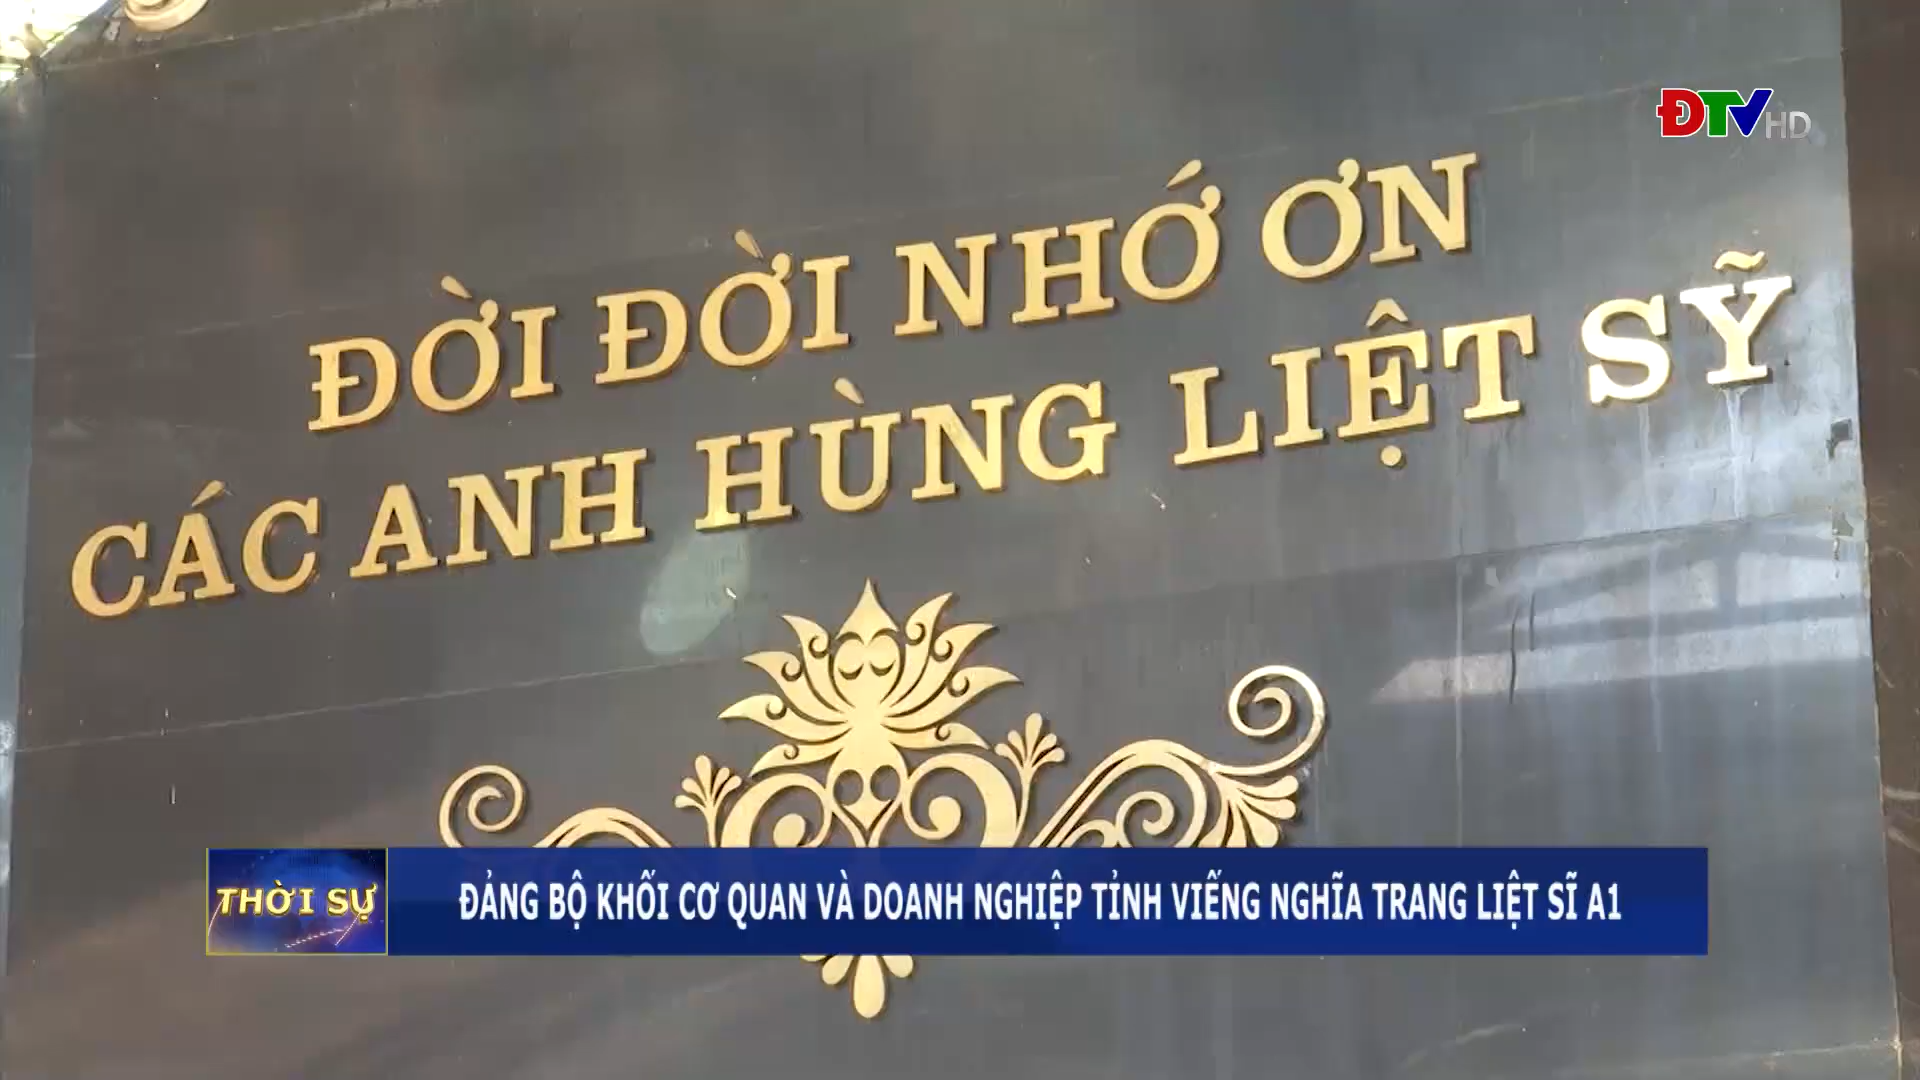 ĐTV HD
ĐỜI ĐỜI NHỚ ƠN
CÁC ANH HÙNG LIỆT SỸ
THỜI SỰ
ĐẢNG BỘ KHỐI CƠ QUAN VÀ DOANH NGHIỆP TỈNH VIẾNG NGHĨA TRANG LIỆT SĨ A1